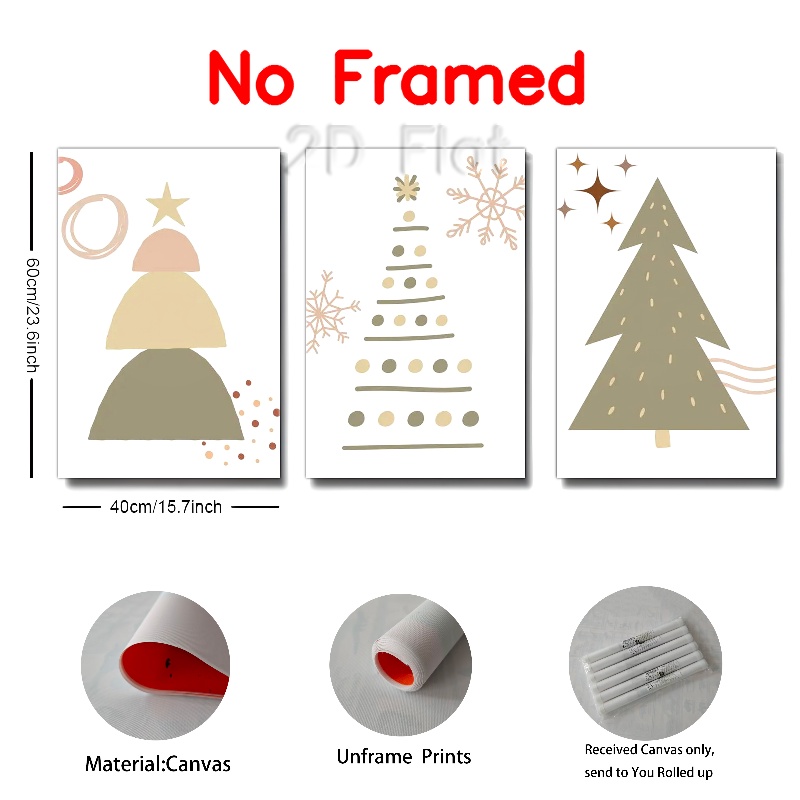 No Framed
2D Flat
60cm/23.6inch
40cm/15.7inch
Material:Canvas
Unframe Prints
Received Canvas only,
send to You Rolled up